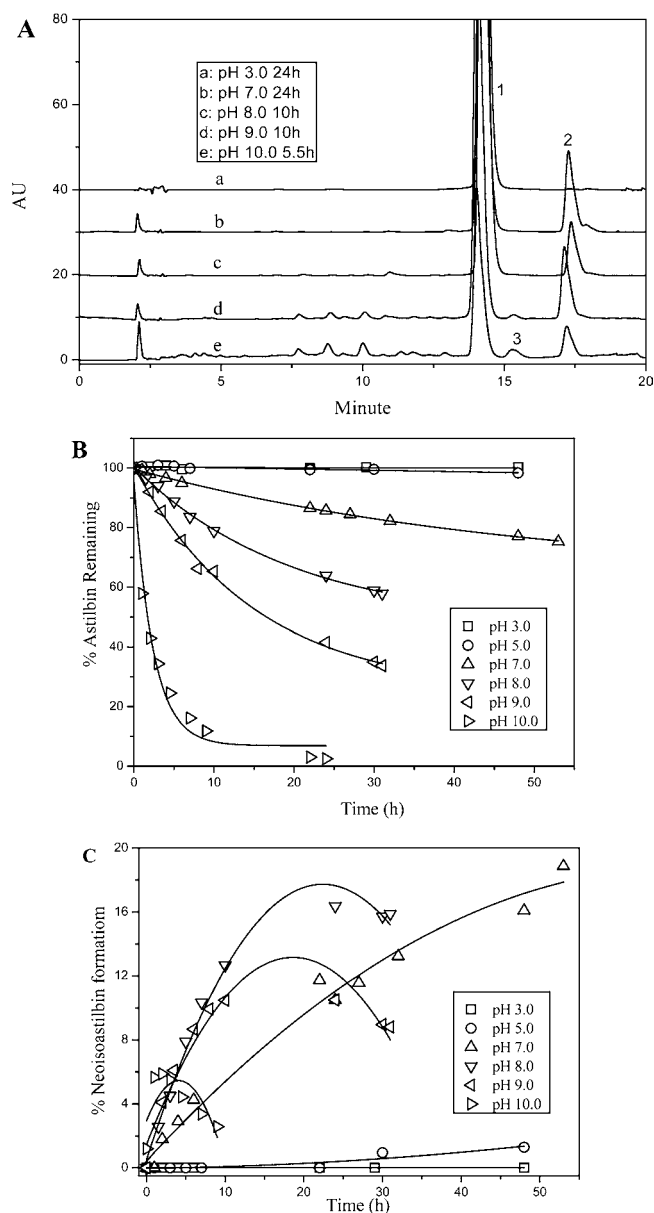 A
80
60
40
20
0
AU
a: pH 3.0 24h
b: pH 7.0 24h
c: pH 8.0 10h
d: pH 9.0 10h
e: pH 10.0 5.5h
1
2
3
a
b
c
d
e
0 5 10 15 20
Minute
B
100
80
60
40
20
0
% Astilbin Remaining
pH 3.0
pH 5.0
pH 7.0
pH 8.0
pH 9.0
pH 10.0
0 10 20 30 40 50
Time (h)
C
20
16
12
8
4
0
% Neoisoastilbin formatiom
pH 3.0
pH 5.0
pH 7.0
pH 8.0
pH 9.0
pH 10.0
0 10 20 30 40 50
Time (h)